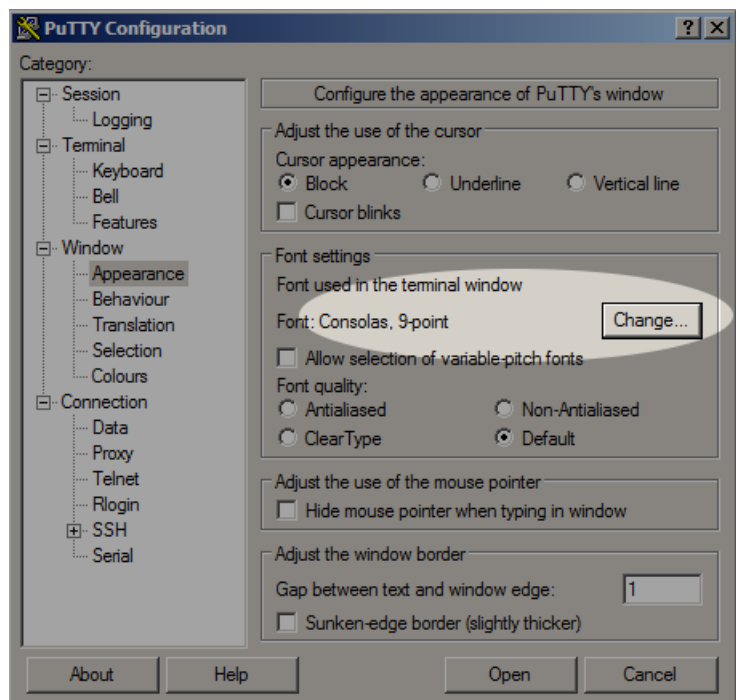 PuTTY Configuration
Category:
Session
Logging
Terminal
Keyboard
Bell
Features
Window
Appearance
Behaviour
Translation
Selection
Colours
Connection
Data
Proxy
Telnet
Rlogin
SSH
Serial
Configure the appearance of PuTTY's window
Adjust the use of the cursor
Cursor appearance:
Block Underline Vertical line
Cursor blinks
Font settings
Font used in the terminal window
Font: Consolas, 9-point Change...
Allow selection of variable-pitch fonts
Font quality:
Antialiased Non-Antialiased
ClearType Default
Adjust the use of the mouse pointer
Hide mouse pointer when typing in window
Adjust the window border
Gap between text and window edge: 1
Sunken-edge border (slightly thicker)
About Help Open Cancel